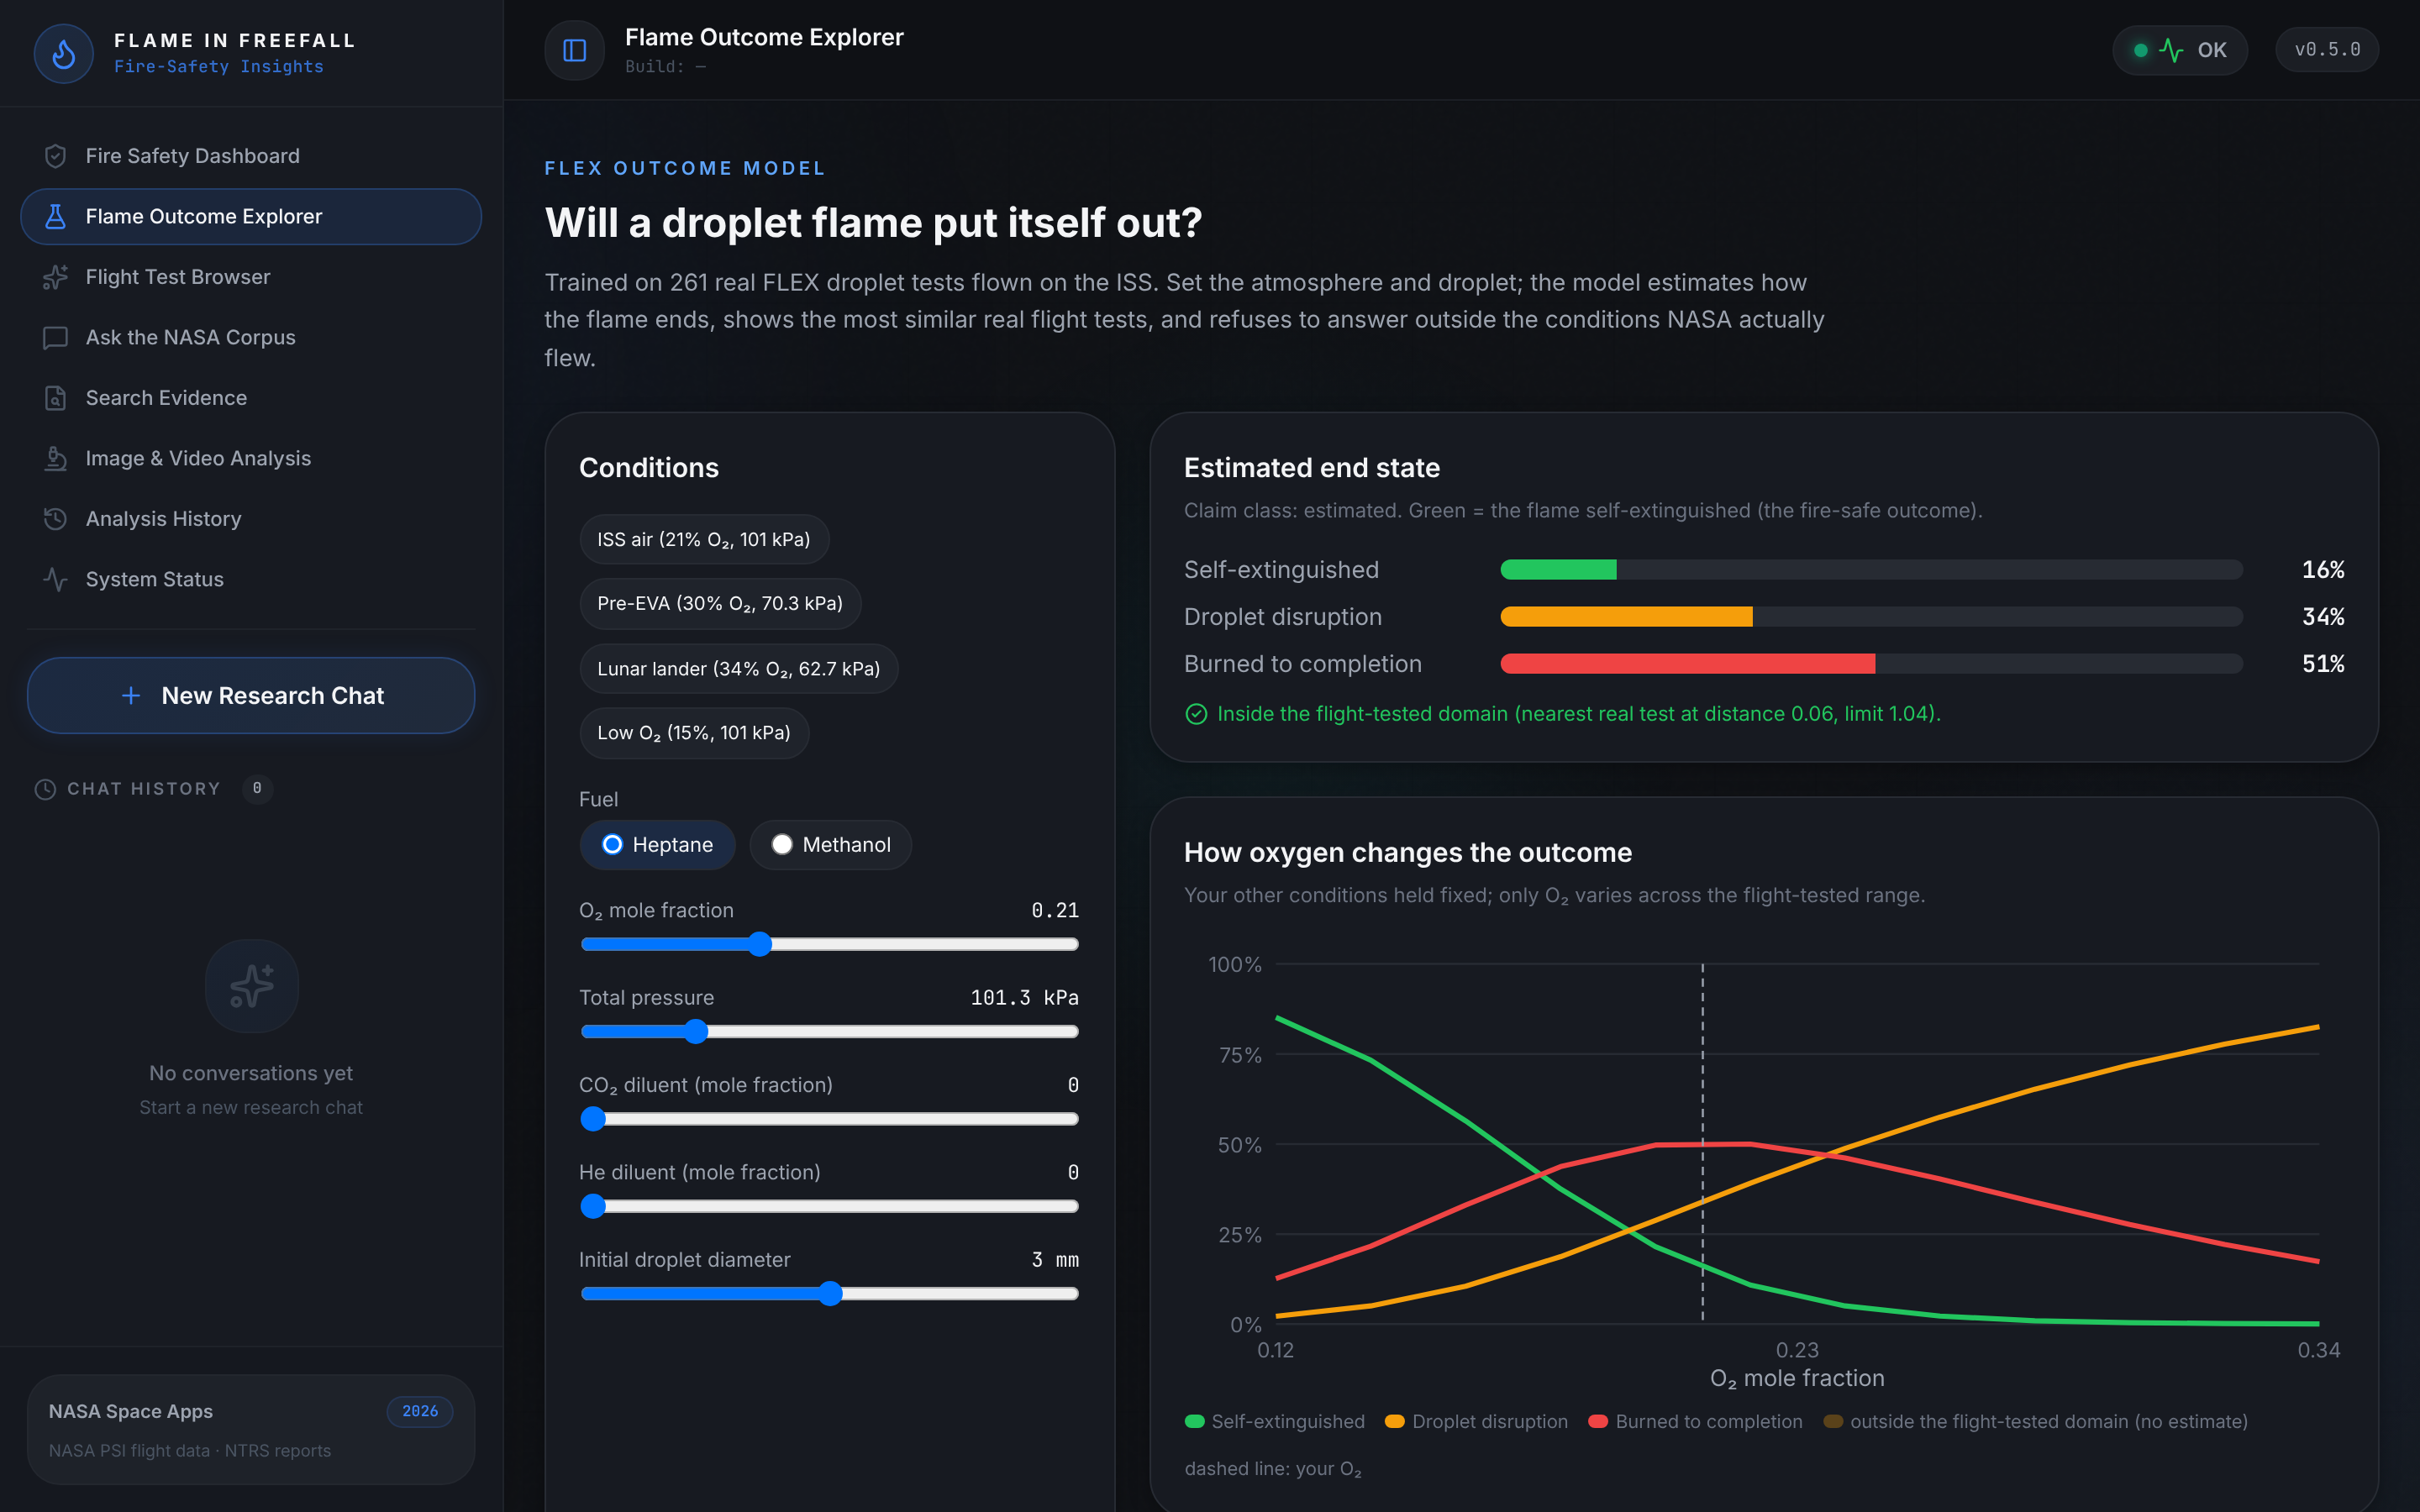 FLAME IN FREEFALL
Fire-Safety Insights
Fire Safety Dashboard
Flame Outcome Explorer
Flight Test Browser
Ask the NASA Corpus
Search Evidence
Image & Video Analysis
Analysis History
System Status
New Research Chat
CHAT HISTORY 0
No conversations yet
Start a new research chat
NASA Space Apps 2026
NASA PSI flight data · NTRS reports
Flame Outcome Explorer
Build: —
OK
v0.5.0
FLEX OUTCOME MODEL
Will a droplet flame put itself out?
Trained on 261 real FLEX droplet tests flown on the ISS. Set the atmosphere and droplet; the model estimates how
the flame ends, shows the most similar real flight tests, and refuses to answer outside the conditions NASA actually
flew.
Conditions
ISS air (21% O₂, 101 kPa)
Pre-EVA (30% O₂, 70.3 kPa)
Lunar lander (34% O₂, 62.7 kPa)
Low O₂ (15%, 101 kPa)
Fuel
Heptane Methanol
O₂ mole fraction 0.21
Total pressure 101.3 kPa
CO₂ diluent (mole fraction) 0
He diluent (mole fraction) 0
Initial droplet diameter 3 mm
Estimated end state
Claim class: estimated. Green = the flame self-extinguished (the fire-safe outcome).
Self-extinguished 16%
Droplet disruption 34%
Burned to completion 51%
Inside the flight-tested domain (nearest real test at distance 0.06, limit 1.04).
How oxygen changes the outcome
Your other conditions held fixed; only O₂ varies across the flight-tested range.
100%
75%
50%
25%
0%
0.12 0.23 0.34
O₂ mole fraction
Self-extinguished Droplet disruption Burned to completion outside the flight-tested domain (no estimate)
dashed line: your O₂